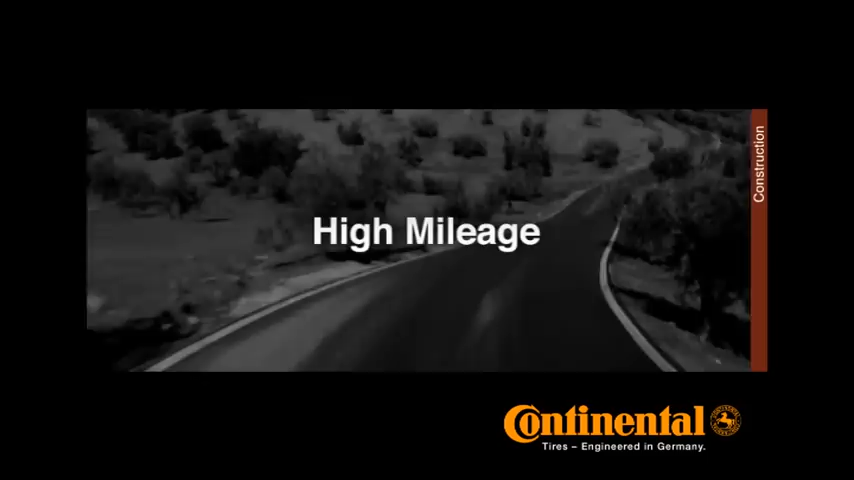 High Mileage
Construction
Continental
Tires – Engineered in Germany.